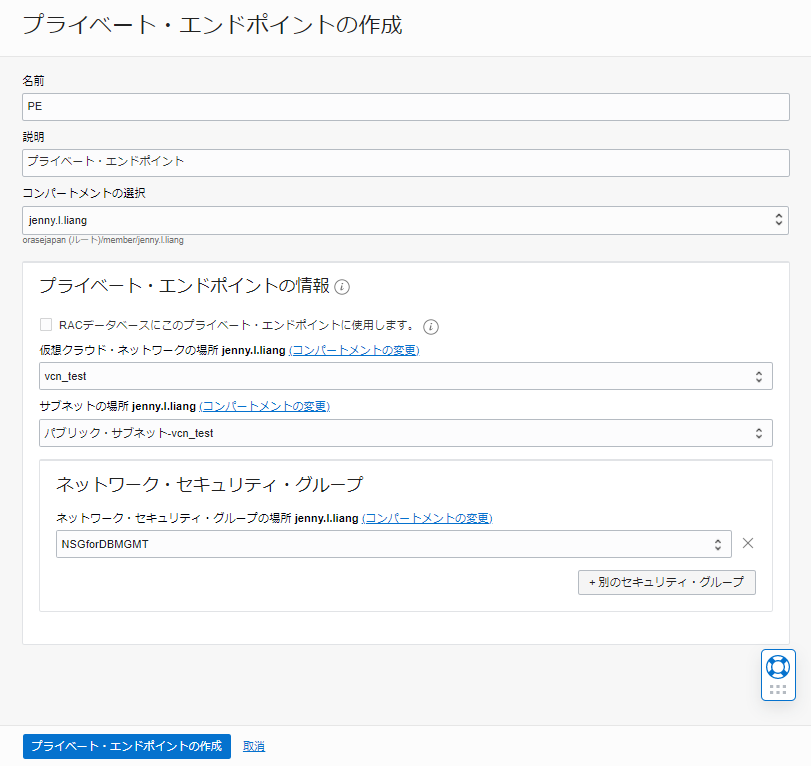 プライベート・エンドポイントの作成
名前
PE
説明
プライベート・エンドポイント
コンパートメントの選択
jenny.l.liang
orasejapan (ルート)/member/jenny.l.liang
プライベート・エンドポイントの情報
RACデータベースにこのプライベート・エンドポイントに使用します。
仮想クラウド・ネットワークの場所 jenny.l.liang (コンパートメントの変更)
vcn_test
サブネットの場所 jenny.l.liang (コンパートメントの変更)
パブリック・サブネット-vcn_test
ネットワーク・セキュリティ・グループ
ネットワーク・セキュリティ・グループの場所 jenny.l.liang (コンパートメントの変更)
NSGforDBMGMT
+ 別のセキュリティ・グループ
プライベート・エンドポイントの作成 取消